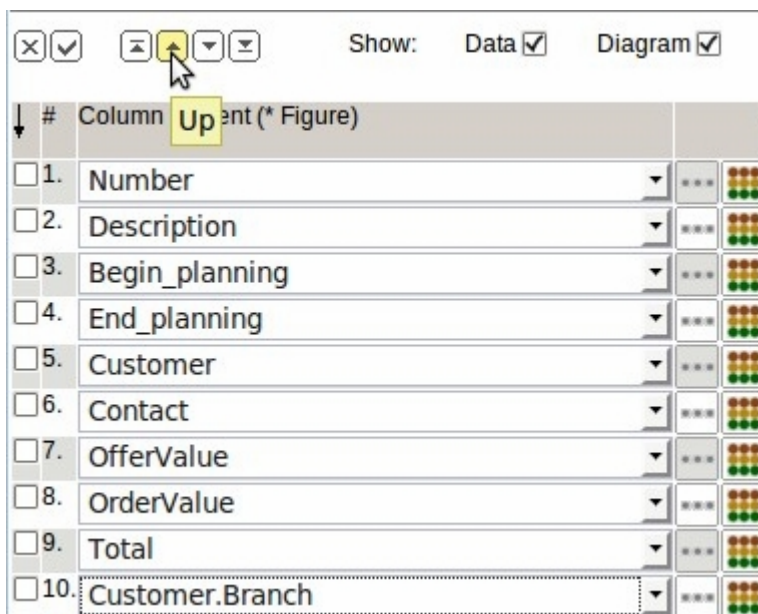 Show: Data Diagram
# Column ent (* Figure)
Up
1. Number
2. Description
3. Begin_planning
4. End_planning
5. Customer
6. Contact
7. OfferValue
8. OrderValue
9. Total
10. Customer.Branch